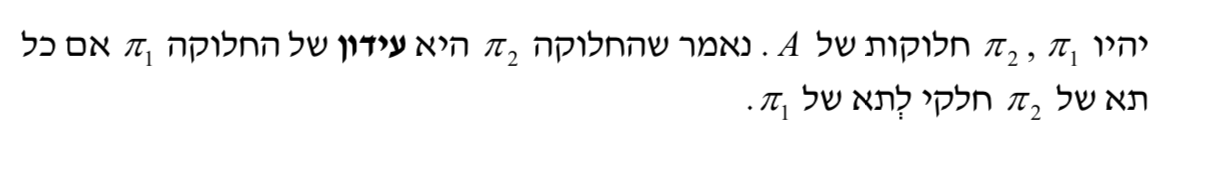 יהיו π₁ , π₂ חלוקות של A . נאמר שהחלוקה π₂ היא עידון של החלוקה π₁ אם כל
תא של π₂ חלקי לְתא של π₁ .